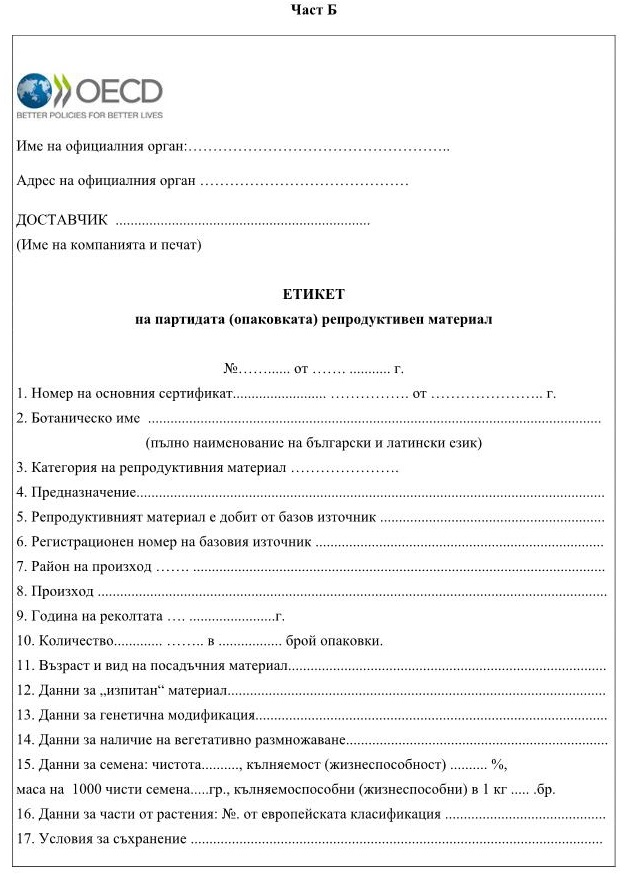 Част Б
OECD
BETTER POLICIES FOR BETTER LIVES
Име на официалния орган:……………………………………………..
Адрес на официалния орган ……………………………………
ДОСТАВЧИК ....................................................................
(Име на компанията и печат)
ЕТИКЕТ
на партидата (опаковката) репродуктивен материал
№……...... от ……. ........... г.
1. Номер на основния сертификат......................... ……………. от ………………….. г.
2. Ботаническо име .........................................................................................................................
(пълно наименование на български и латински език)
3. Категория на репродуктивния материал ………………….
4. Предназначение.............................................................................................................................
5. Репродуктивният материал е добит от базов източник ............................................................
6. Регистрационен номер на базовия източник .............................................................................
7. Район на произход ……. ..............................................................................................................
8. Произход ........................................................................................................................................
9. Година на реколтата …. .......................г.
10. Количество............. …….. в ................. брой опаковки.
11. Възраст и вид на посадъчния материал.....................................................................................
12. Данни за „изпитан“ материал.....................................................................................................
13. Данни за генетична модификация..............................................................................................
14. Данни за наличие на вегетативно размножаване......................................................................
15. Данни за семена: чистота.........., кълняемост (жизнеспособност) .......... %,
маса на 1000 чисти семена.....гр., кълняемоспособни (жизнеспособни) в 1 кг ..... .бр.
16. Данни за части от растения: №. от европейската класификация ...........................................
17. Условия за съхранение ..............................................................................................................